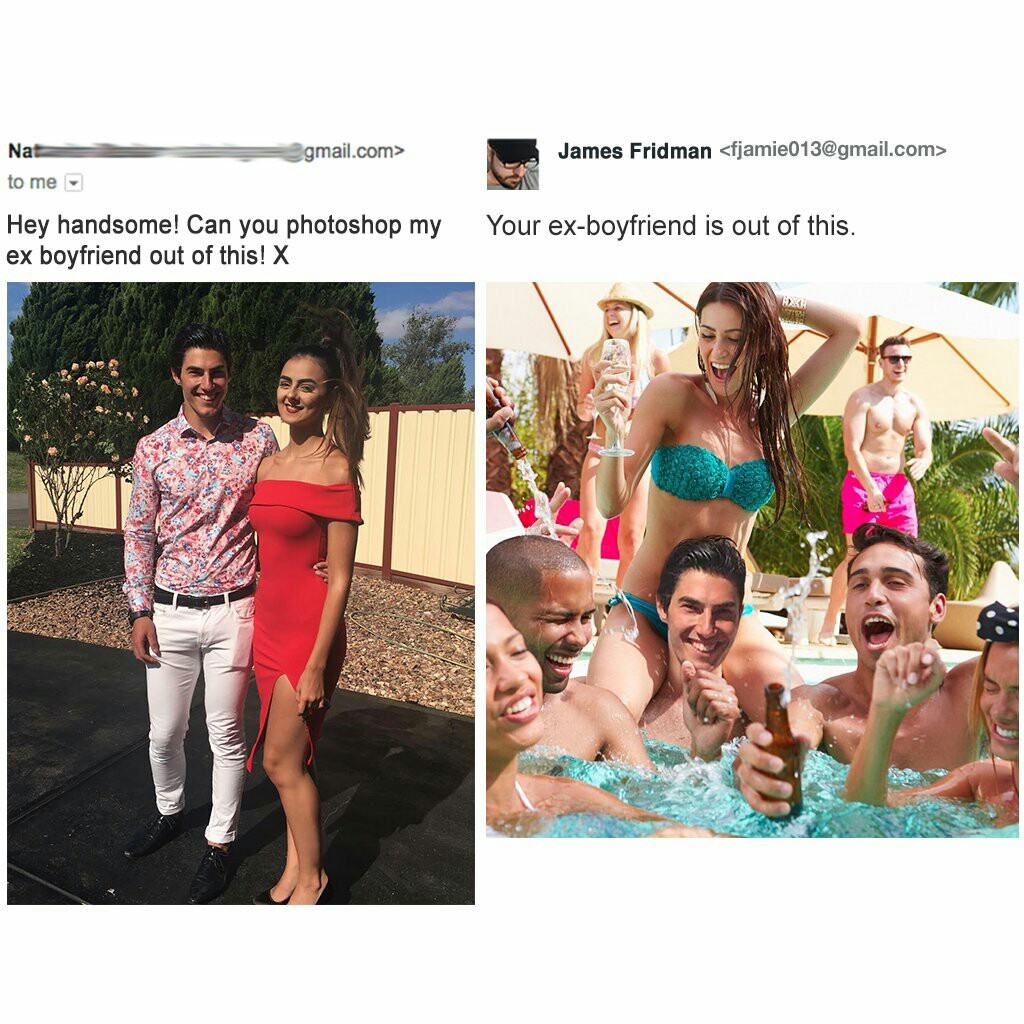 Nat
@gmail.com>
to me
Hey handsome! Can you photoshop my
ex boyfriend out of this! X
James Fridman <fjamie013@gmail.com>
Your ex-boyfriend is out of this.